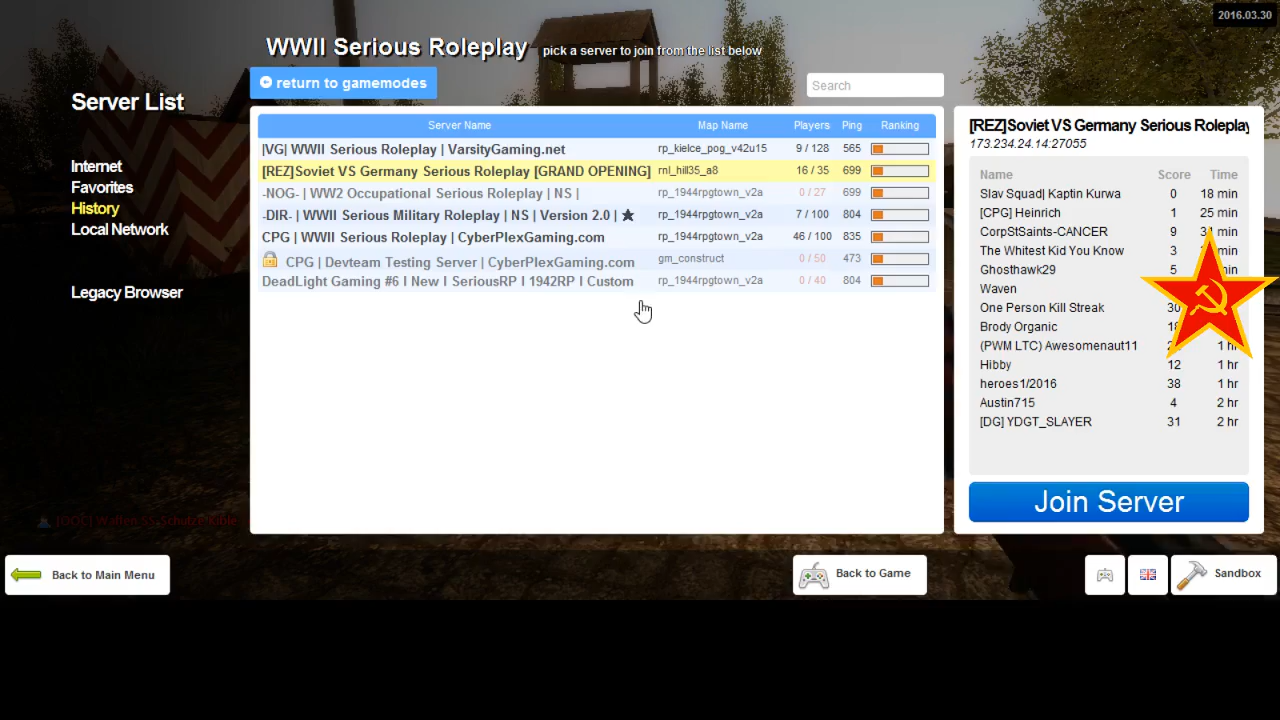 2016.03.30
WWII Serious Roleplay pick a server to join from the list below
return to gamemodes
Search
Server List
Internet
Favorites
History
Local Network
Legacy Browser
Server Name Map Name Players Ping Ranking
|VG| WWII Serious Roleplay | VarsityGaming.net rp_kielce_pog_v42u15 9 / 128 565
[REZ]Soviet VS Germany Serious Roleplay [GRAND OPENING] rnl_hill35_a8 16 / 35 699
-NOG- | WW2 Occupational Serious Roleplay | NS | rp_1944rpgtown_v2a 0 / 27 699
-DIR- | WWII Serious Military Roleplay | NS | Version 2.0 | ★ rp_1944rpgtown_v2a 7 / 100 804
CPG | WWII Serious Roleplay | CyberPlexGaming.com rp_1944rpgtown_v2a 46 / 100 835
CPG | Devteam Testing Server | CyberPlexGaming.com gm_construct 0 / 50 473
DeadLight Gaming #6 I New I SeriousRP I 1942RP I Custom rp_1944rpgtown_v2a 0 / 40 804
[REZ]Soviet VS Germany Serious Roleplay
173.234.24.14:27055
Name Score Time
Slav Squad| Kaptin Kurwa 0 18 min
[CPG] Heinrich 1 25 min
CorpStSaints-CANCER 9 min
The Whitest Kid You Know 3
Ghosthawk29 5 min
Waven
One Person Kill Streak 30
Brody Organic
(PWM LTC) Awesomenaut11 1 hr
Hibby 12 1 hr
heroes1/2016 38 1 hr
Austin715 4 2 hr
[DG] YDGT_SLAYER 31 2 hr
Join Server
[OOC] Waffen SS Schutze Kible
Back to Main Menu
Back to Game
Sandbox